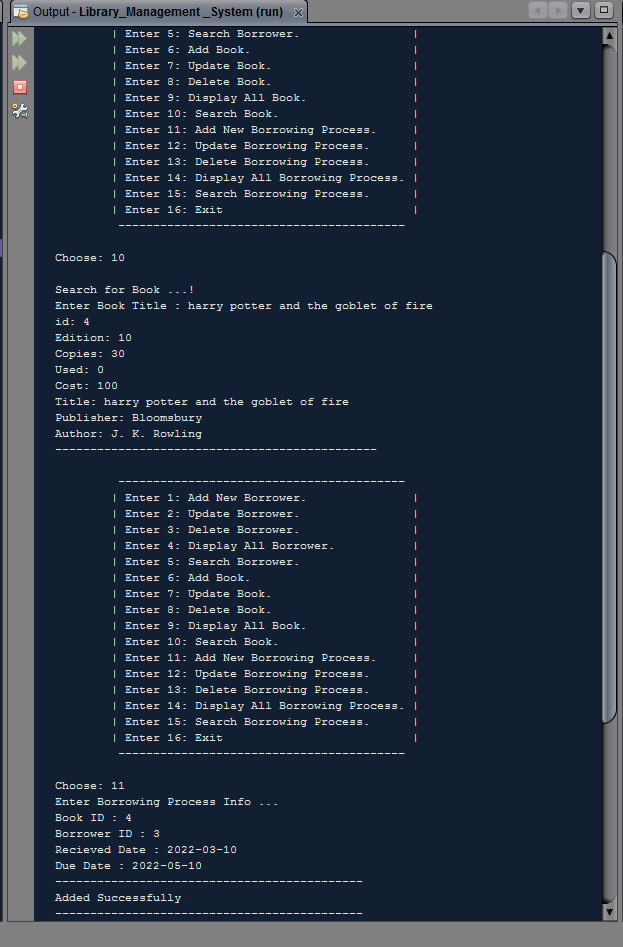 Output - Library_Management _System (run)
| Enter 5: Search Borrower. |
| Enter 6: Add Book. |
| Enter 7: Update Book. |
| Enter 8: Delete Book. |
| Enter 9: Display All Book. |
| Enter 10: Search Book. |
| Enter 11: Add New Borrowing Process. |
| Enter 12: Update Borrowing Process. |
| Enter 13: Delete Borrowing Process. |
| Enter 14: Display All Borrowing Process. |
| Enter 15: Search Borrowing Process. |
| Enter 16: Exit |
-----------------------------------------
Choose: 10
Search for Book ...!
Enter Book Title : harry potter and the goblet of fire
id: 4
Edition: 10
Copies: 30
Used: 0
Cost: 100
Title: harry potter and the goblet of fire
Publisher: Bloomsbury
Author: J. K. Rowling
----------------------------------------------
-----------------------------------------
| Enter 1: Add New Borrower. |
| Enter 2: Update Borrower. |
| Enter 3: Delete Borrower. |
| Enter 4: Display All Borrower. |
| Enter 5: Search Borrower. |
| Enter 6: Add Book. |
| Enter 7: Update Book. |
| Enter 8: Delete Book. |
| Enter 9: Display All Book. |
| Enter 10: Search Book. |
| Enter 11: Add New Borrowing Process. |
| Enter 12: Update Borrowing Process. |
| Enter 13: Delete Borrowing Process. |
| Enter 14: Display All Borrowing Process. |
| Enter 15: Search Borrowing Process. |
| Enter 16: Exit |
-----------------------------------------
Choose: 11
Enter Borrowing Process Info ...
Book ID : 4
Borrower ID : 3
Recieved Date : 2022-03-10
Due Date : 2022-05-10
--------------------------------------------
Added Successfully
--------------------------------------------